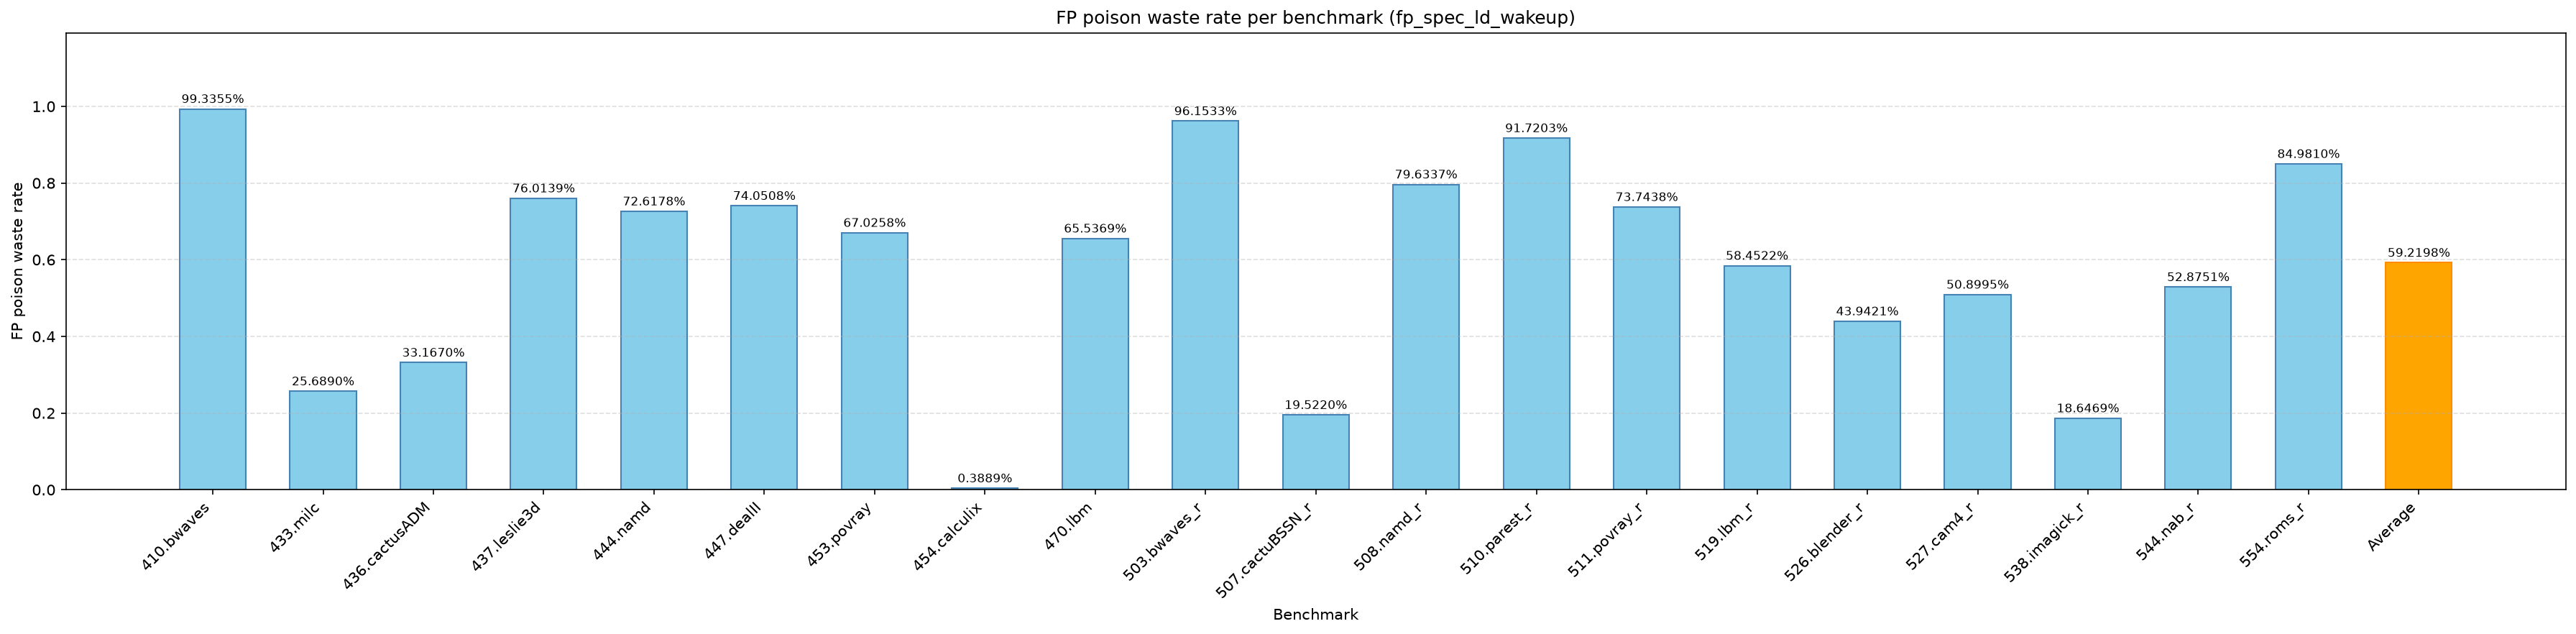 FP poison waste rate per benchmark (fp_spec_ld_wakeup)
FP poison waste rate
1.0
0.8
0.6
0.4
0.2
0.0
99.3355%
25.6890%
33.1670%
76.0139%
72.6178%
74.0508%
67.0258%
0.3889%
65.5369%
96.1533%
19.5220%
79.6337%
91.7203%
73.7438%
58.4522%
43.9421%
50.8995%
18.6469%
52.8751%
84.9810%
59.2198%
410.bwaves
433.milc
436.cactusADM
437.leslie3d
444.namd
447.dealII
453.povray
454.calculix
470.lbm
503.bwaves_r
507.cactuBSSN_r
508.namd_r
510.parest_r
511.povray_r
519.lbm_r
526.blender_r
527.cam4_r
538.imagick_r
544.nab_r
554.roms_r
Average
Benchmark